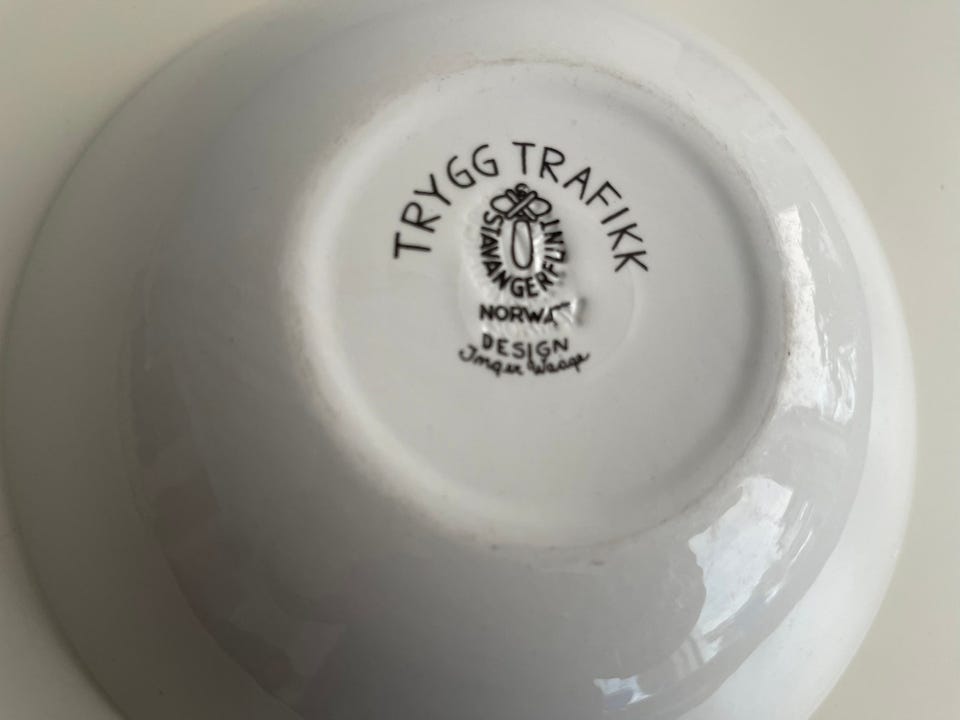 TRYGG TRAFIKK
STAVANGERFLINT
NORWAY
DESIGN
Inger Waage